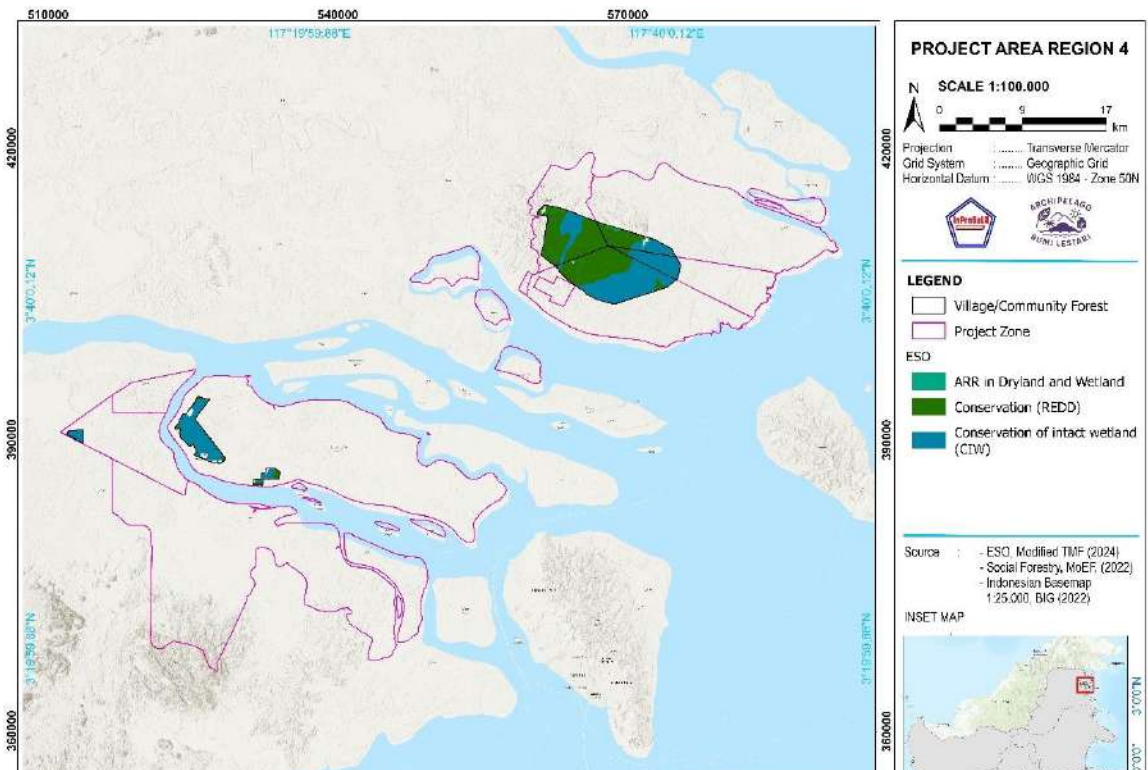 510000
540000
570000
117°19'59.88"E
117°40'0.12"E
420000
420000
3°40'0.12"N
3°40'0.12"N
390000
390000
3°19'59.88"N
3°19'59.88"N
360000
360000
PROJECT AREA REGION 4
N
SCALE 1:100.000
0 9 17
km
Projection : ........ Transverse Mercator
Grid System : ........ Geographic Grid
Horizontal Datum : ........ WGS 1984 - Zone 50N
ARCHIPELAGO
BUMI LESTARI
LEGEND
Village/Community Forest
Project Zone
ESO
ARR in Dryland and Wetland
Conservation (REDD)
Conservation of intact wetland
(CIW)
Source : - ESO, Modified TMF (2024)
- Social Forestry, MoEF, (2022)
- Indonesian Basemap
1:25.000, BIG (2022)
INSET MAP